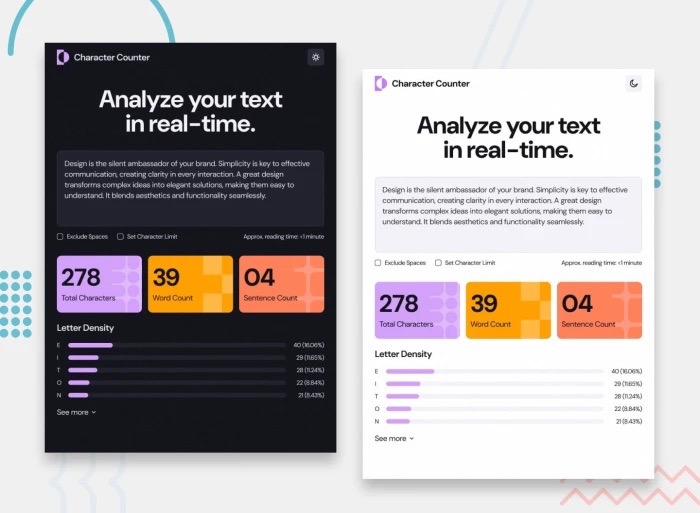 Character Counter
Analyze your text
in real-time.
Design is the silent ambassador of your brand. Simplicity is key to effective
communication, creating clarity in every interaction. A great design
transforms complex ideas into elegant solutions, making them easy to
understand. It blends aesthetics and functionality seamlessly.
Exclude Spaces Set Character Limit Approx. reading time: <1 minute
278 39 04
Total Characters Word Count Sentence Count
Letter Density
E 40 (16.06%)
I 29 (11.65%)
T 28 (11.24%)
O 22 (8.84%)
N 21 (8.43%)
See more
Character Counter
Analyze your text
in real-time.
Design is the silent ambassador of your brand. Simplicity is key to effective
communication, creating clarity in every interaction. A great design
transforms complex ideas into elegant solutions, making them easy to
understand. It blends aesthetics and functionality seamlessly.
Exclude Spaces Set Character Limit Approx. reading time: <1 minute
278 39 04
Total Characters Word Count Sentence Count
Letter Density
E 40 (16.06%)
I 29 (11.65%)
T 28 (11.24%)
O 22 (8.84%)
N 21 (8.43%)
See more